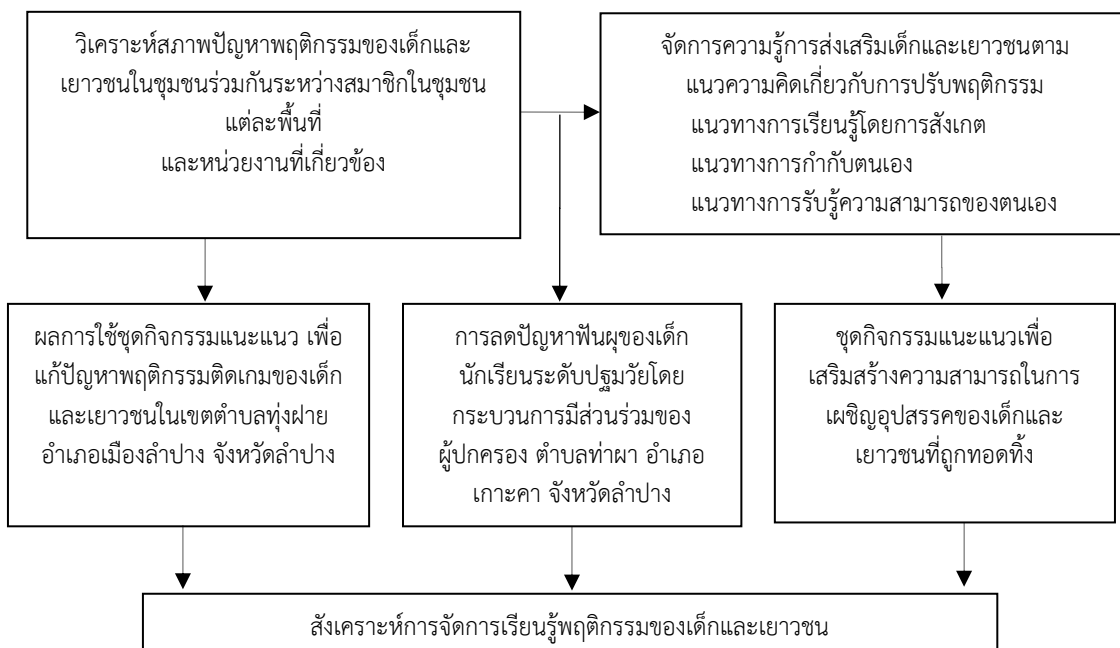 วิเคราะห์สภาพปัญหาพฤติกรรมของเด็กและ
เยาวชนในชุมชนร่วมกันระหว่างสมาชิกในชุมชน
แต่ละพื้นที่
และหน่วยงานที่เกี่ยวข้อง
จัดการความรู้การส่งเสริมเด็กและเยาวชนตาม
แนวความคิดเกี่ยวกับการปรับพฤติกรรม
แนวทางการเรียนรู้โดยการสังเกต
แนวทางการกำกับตนเอง
แนวทางการรับรู้ความสามารถของตนเอง
ผลการใช้ชุดกิจกรรมแนะแนว เพื่อ
แก้ปัญหาพฤติกรรมติดเกมของเด็ก
และเยาวชนในเขตตำบลทุ่งฝาย
อำเภอเมืองลำปาง จังหวัดลำปาง
การลดปัญหาฟันผุของเด็ก
นักเรียนระดับปฐมวัยโดย
กระบวนการมีส่วนร่วมของ
ผู้ปกครอง ตำบลท่าผา อำเภอ
เกาะคา จังหวัดลำปาง
ชุดกิจกรรมแนะแนวเพื่อ
เสริมสร้างความสามารถในการ
เผชิญอุปสรรคของเด็กและ
เยาวชนที่ถูกทอดทิ้ง
สังเคราะห์การจัดการเรียนรู้พฤติกรรมของเด็กและเยาวชน